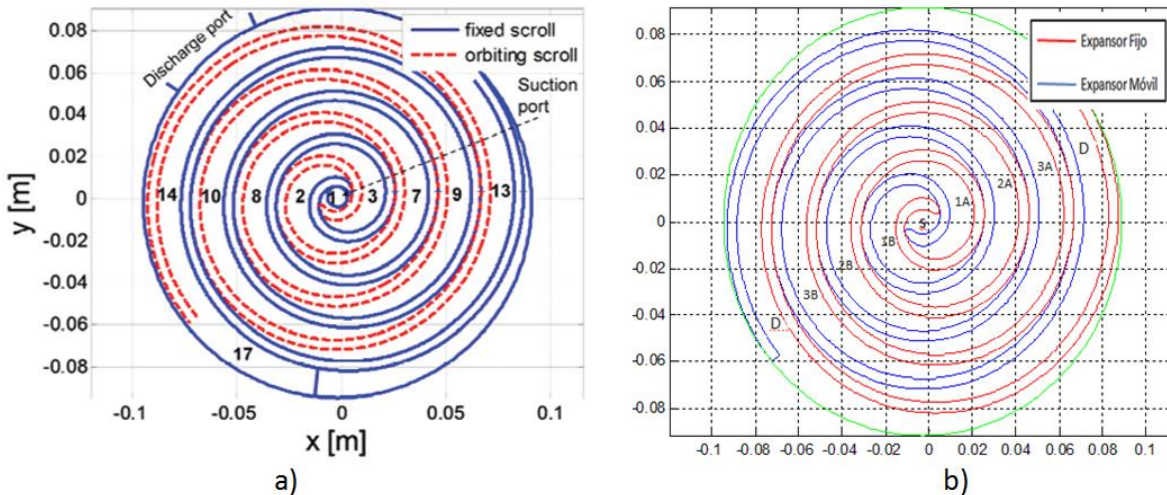 fixed scroll
orbiting scroll
Discharge port
Suction
port
0.08
0.06
0.04
0.02
0
-0.02
-0.04
-0.06
-0.08
y [m]
14 10 8 2 1 3 7 9 13
17
-0.1 -0.05 0 0.05 0.1
x [m]
a)
Expansor Fijo
Expansor Móvil
0.08
0.06
0.04
0.02
0
-0.02
-0.04
-0.06
-0.08
D
3A
2A
1A
S
1B
2B
3B
D
-0.1 -0.08 -0.06 -0.04 -0.02 0 0.02 0.04 0.06 0.08 0.1
b)